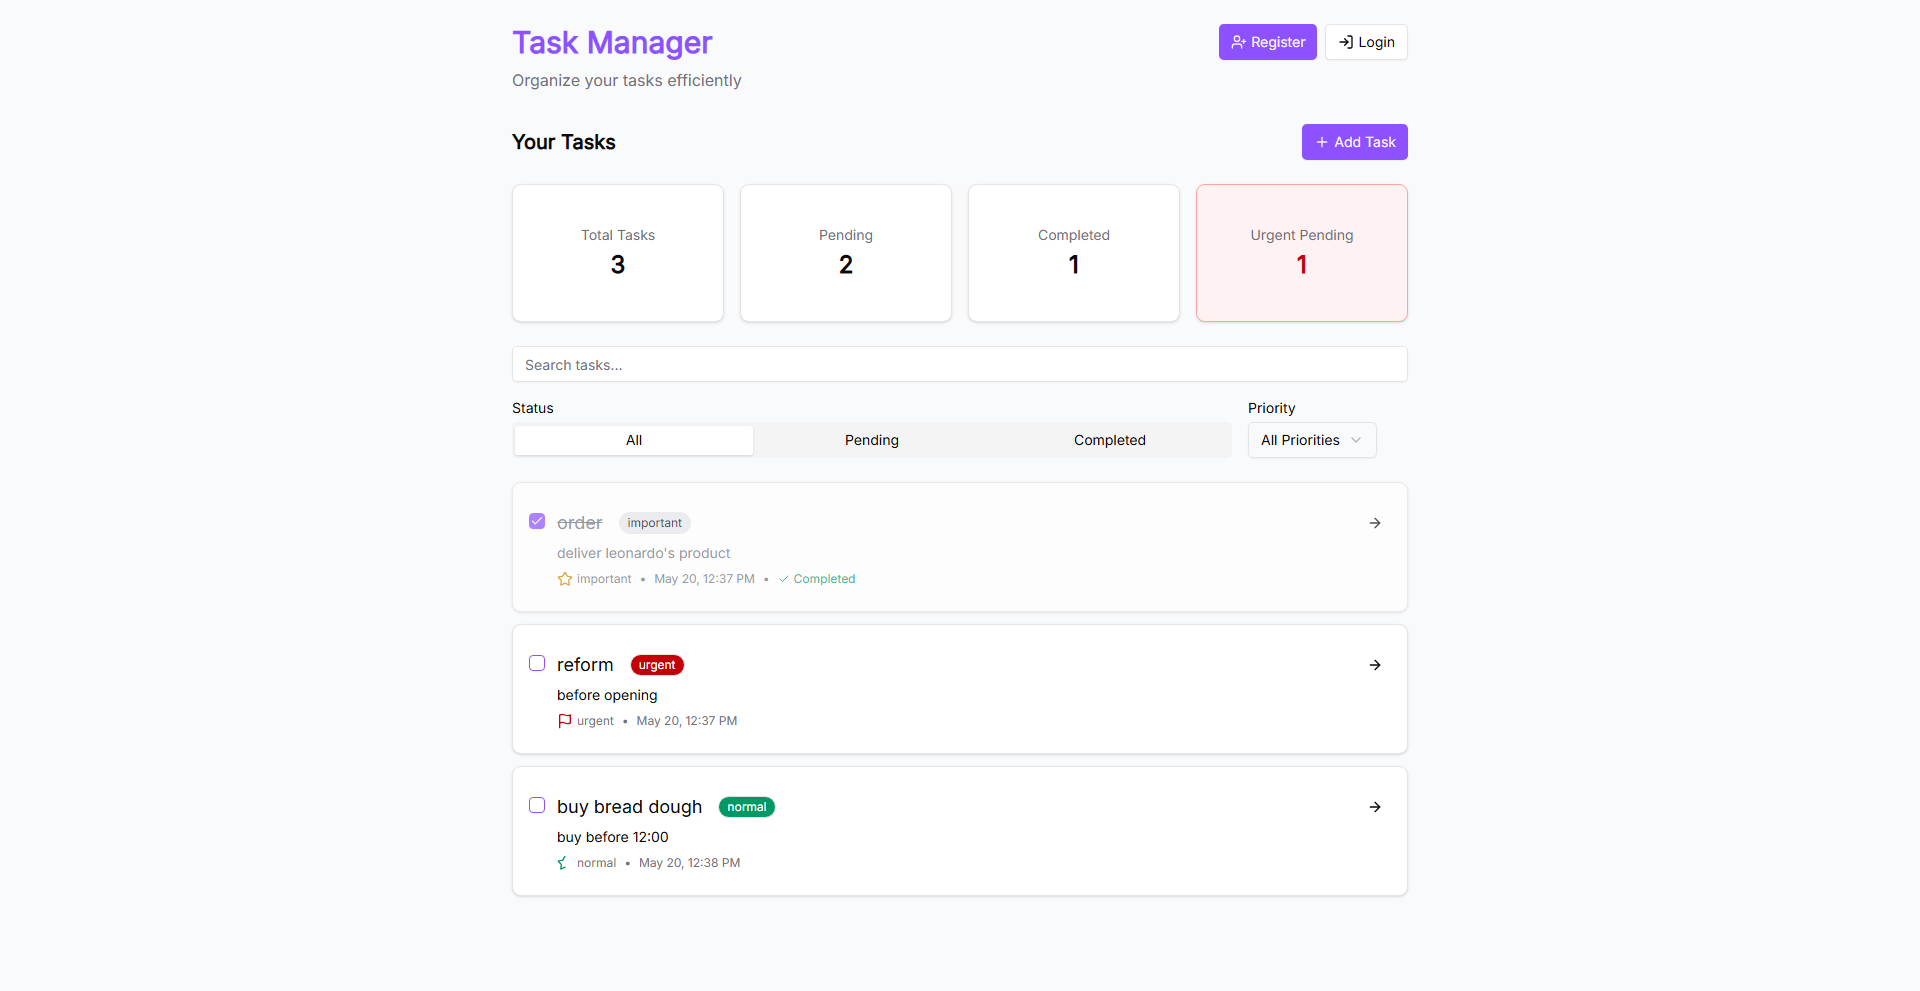 Task Manager
Register
Login
Organize your tasks efficiently
Your Tasks
Add Task
Total Tasks
3
Pending
2
Completed
1
Urgent Pending
1
Search tasks...
Status
Priority
All
Pending
Completed
All Priorities
order important
deliver leonardo's product
important • May 20, 12:37 PM • Completed
reform urgent
before opening
urgent • May 20, 12:37 PM
buy bread dough normal
buy before 12:00
normal • May 20, 12:38 PM